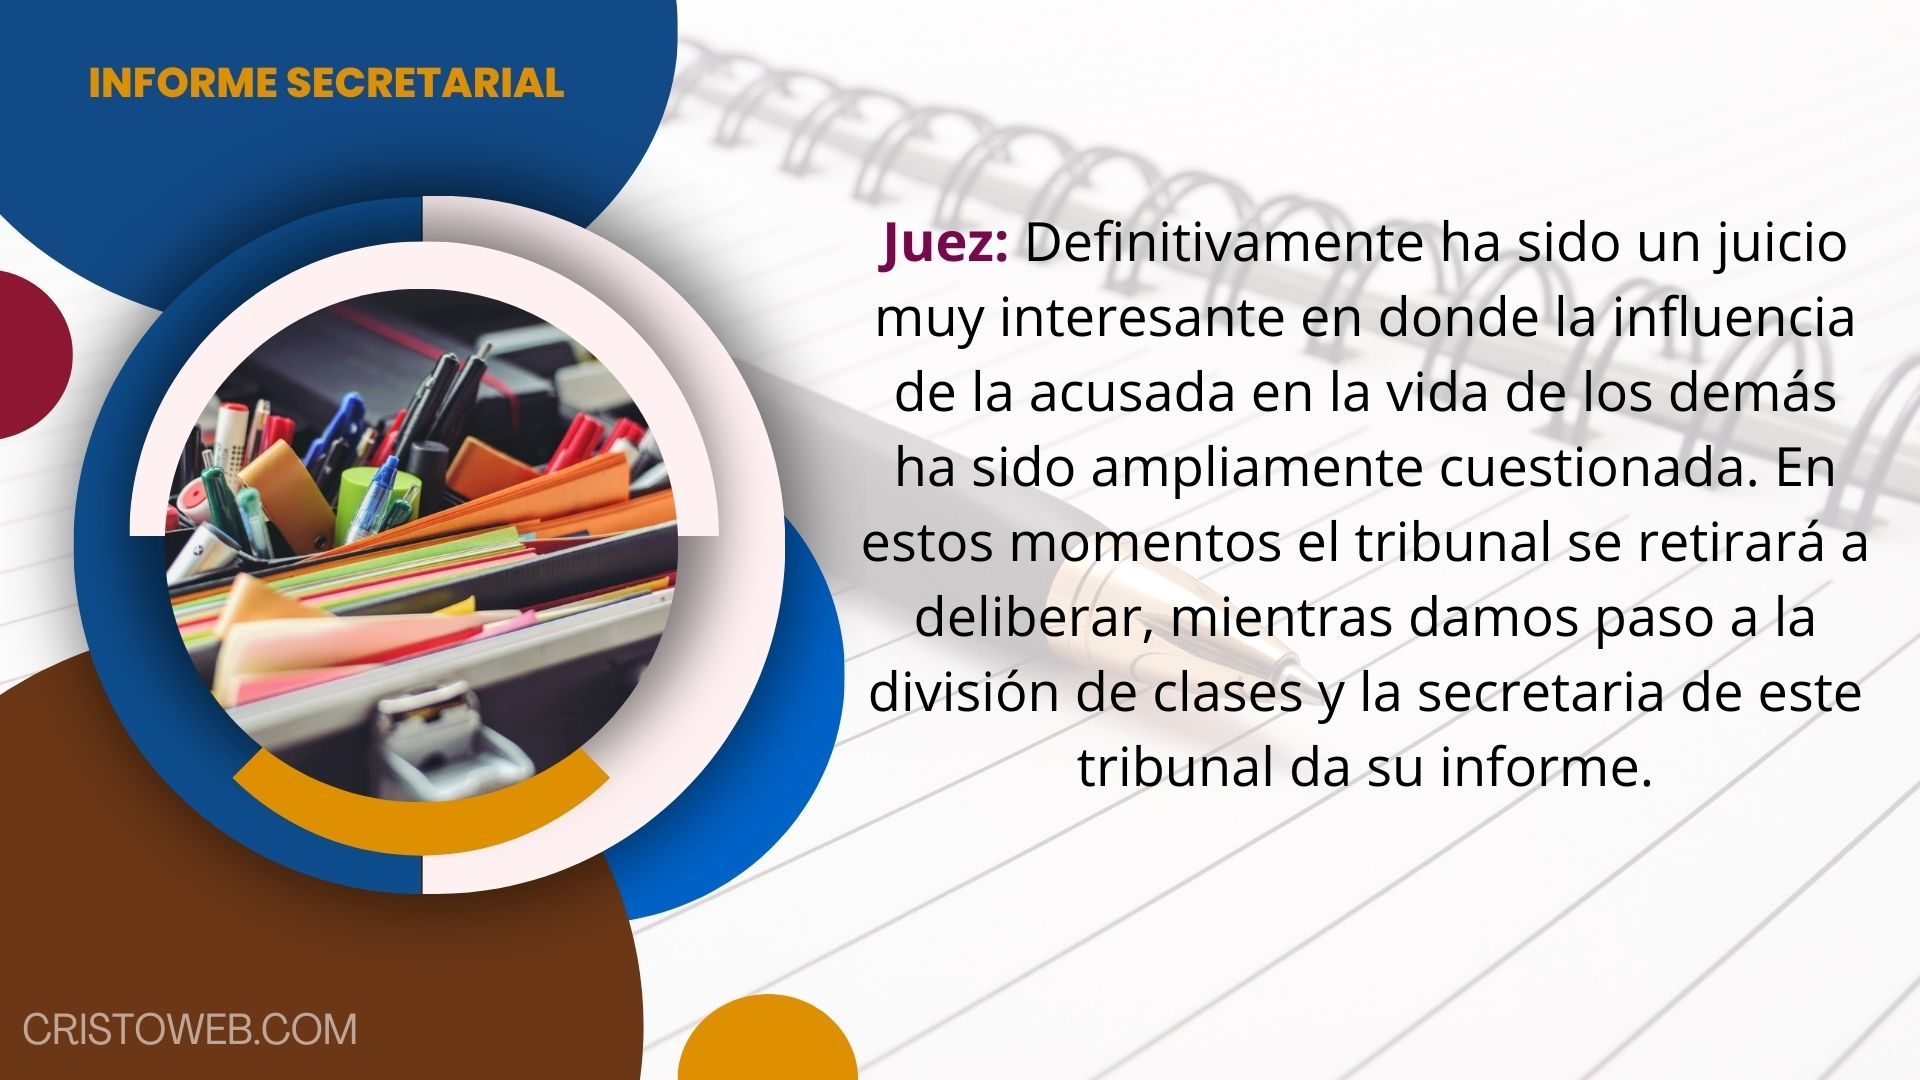 INFORME SECRETARIAL
Juez: Definitivamente ha sido un juicio
muy interesante en donde la influencia
de la acusada en la vida de los demás
ha sido ampliamente cuestionada. En
estos momentos el tribunal se retirará a
deliberar, mientras damos paso a la
división de clases y la secretaria de este
tribunal da su informe.
CRISTOWEB.COM